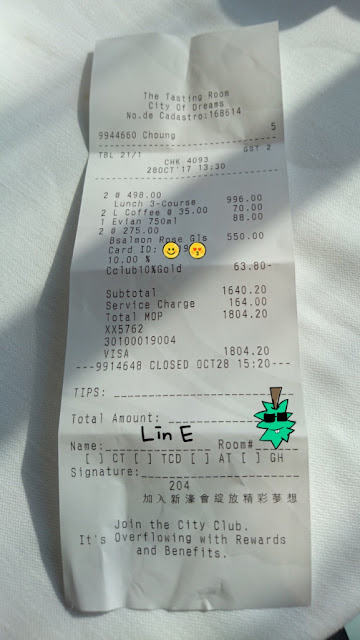 The Tasting Room
City Of Dreams
No.de Cadastro:168614
9944660 Choung 5
TBL 21/1 GST 2
CHK 4093
28OCT'17 13:30
2 @ 498.00
Lunch 3-Course 996.00
2 L Coffee @ 35.00 70.00
1 Evian 750ml 88.00
2 @ 275.00
Bsalmon Rose Gls 550.00
Card ID: 9
10.00 %
Cclub10%Gold 63.80-
Subtotal 1640.20
Service Charge 164.00
Total MOP 1804.20
XX5762
30100019004
VISA 1804.20
---9914648 CLOSED OCT28 15:20---
TIPS:
Total Amount:
Līn E
Name: Room#
[ ] CT [ ] TCD [ ] AT [ ] GH
Signature:
204
加入新濠會綻放精彩夢想
Join the City Club.
It's Overflowing with Rewards
and Benefits.